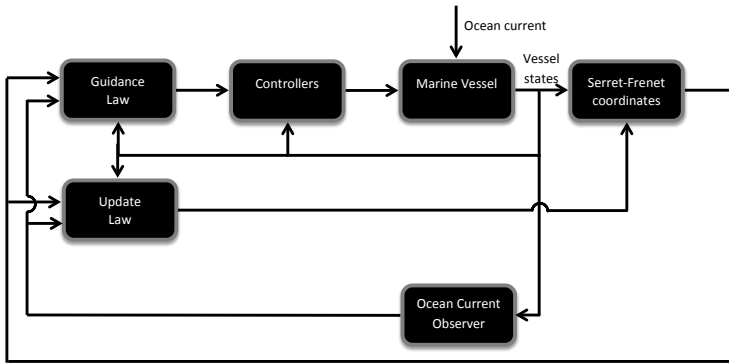 Ocean current
Vessel
states
Guidance
Law
Controllers
Marine Vessel
Serret-Frenet
coordinates
Update
Law
Ocean Current
Observer